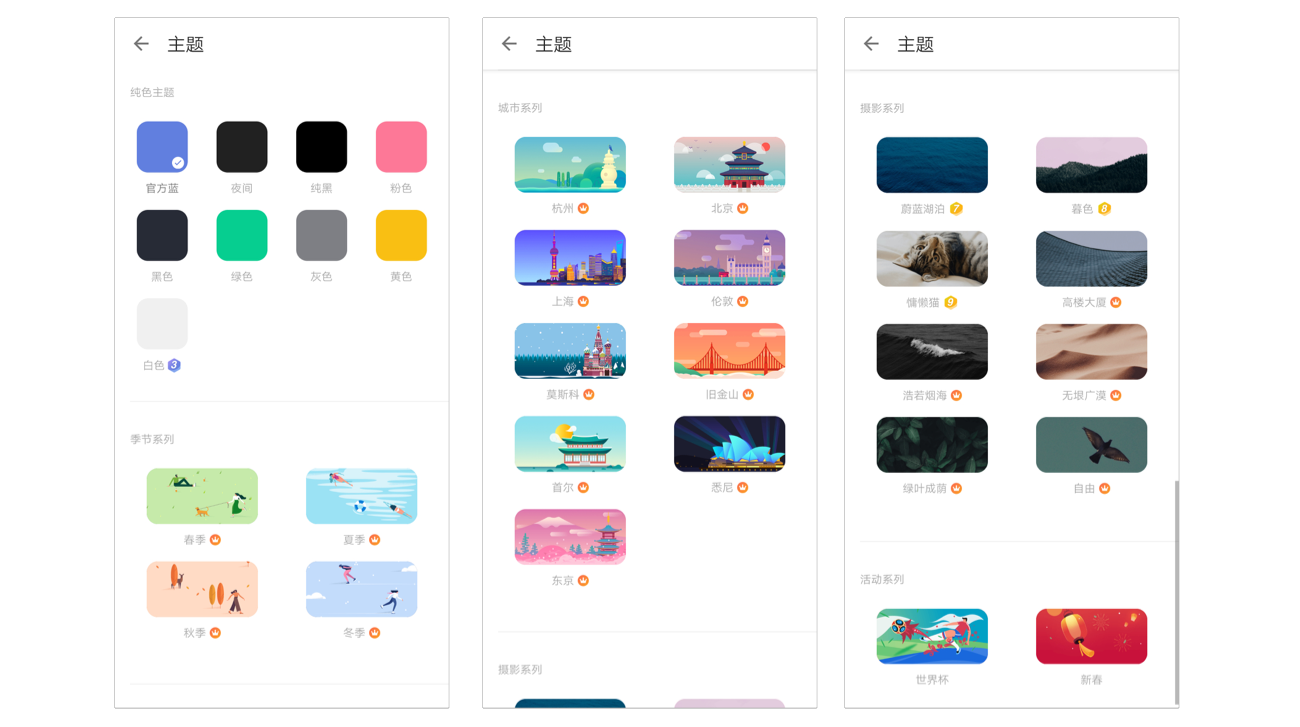 主题
纯色主题
官方蓝 夜间 纯黑 粉色
黑色 绿色 灰色 黄色
白色 3
季节系列
春季 夏季
秋季 冬季
主题
城市系列
杭州 北京
上海 伦敦
莫斯科 旧金山
首尔 悉尼
东京
摄影系列
主题
摄影系列
蔚蓝湖泊 7 暮色 8
慵懒猫 9 高楼大厦
浩若烟海 无垠广漠
绿叶成荫 自由
活动系列
世界杯 新春